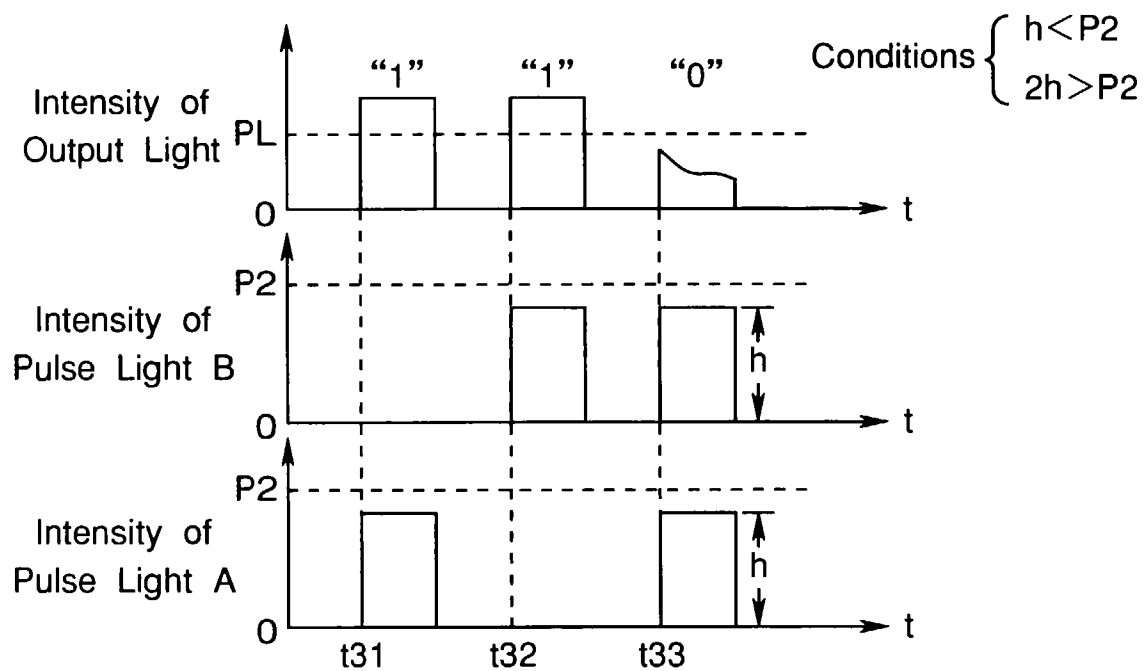 Conditions
h<P2
2h>P2
Intensity of
Output Light
“1”
“1”
“0”
PL
0
t
Intensity of
Pulse Light B
P2
h
0
t
Intensity of
Pulse Light A
P2
h
0
t
t31
t32
t33